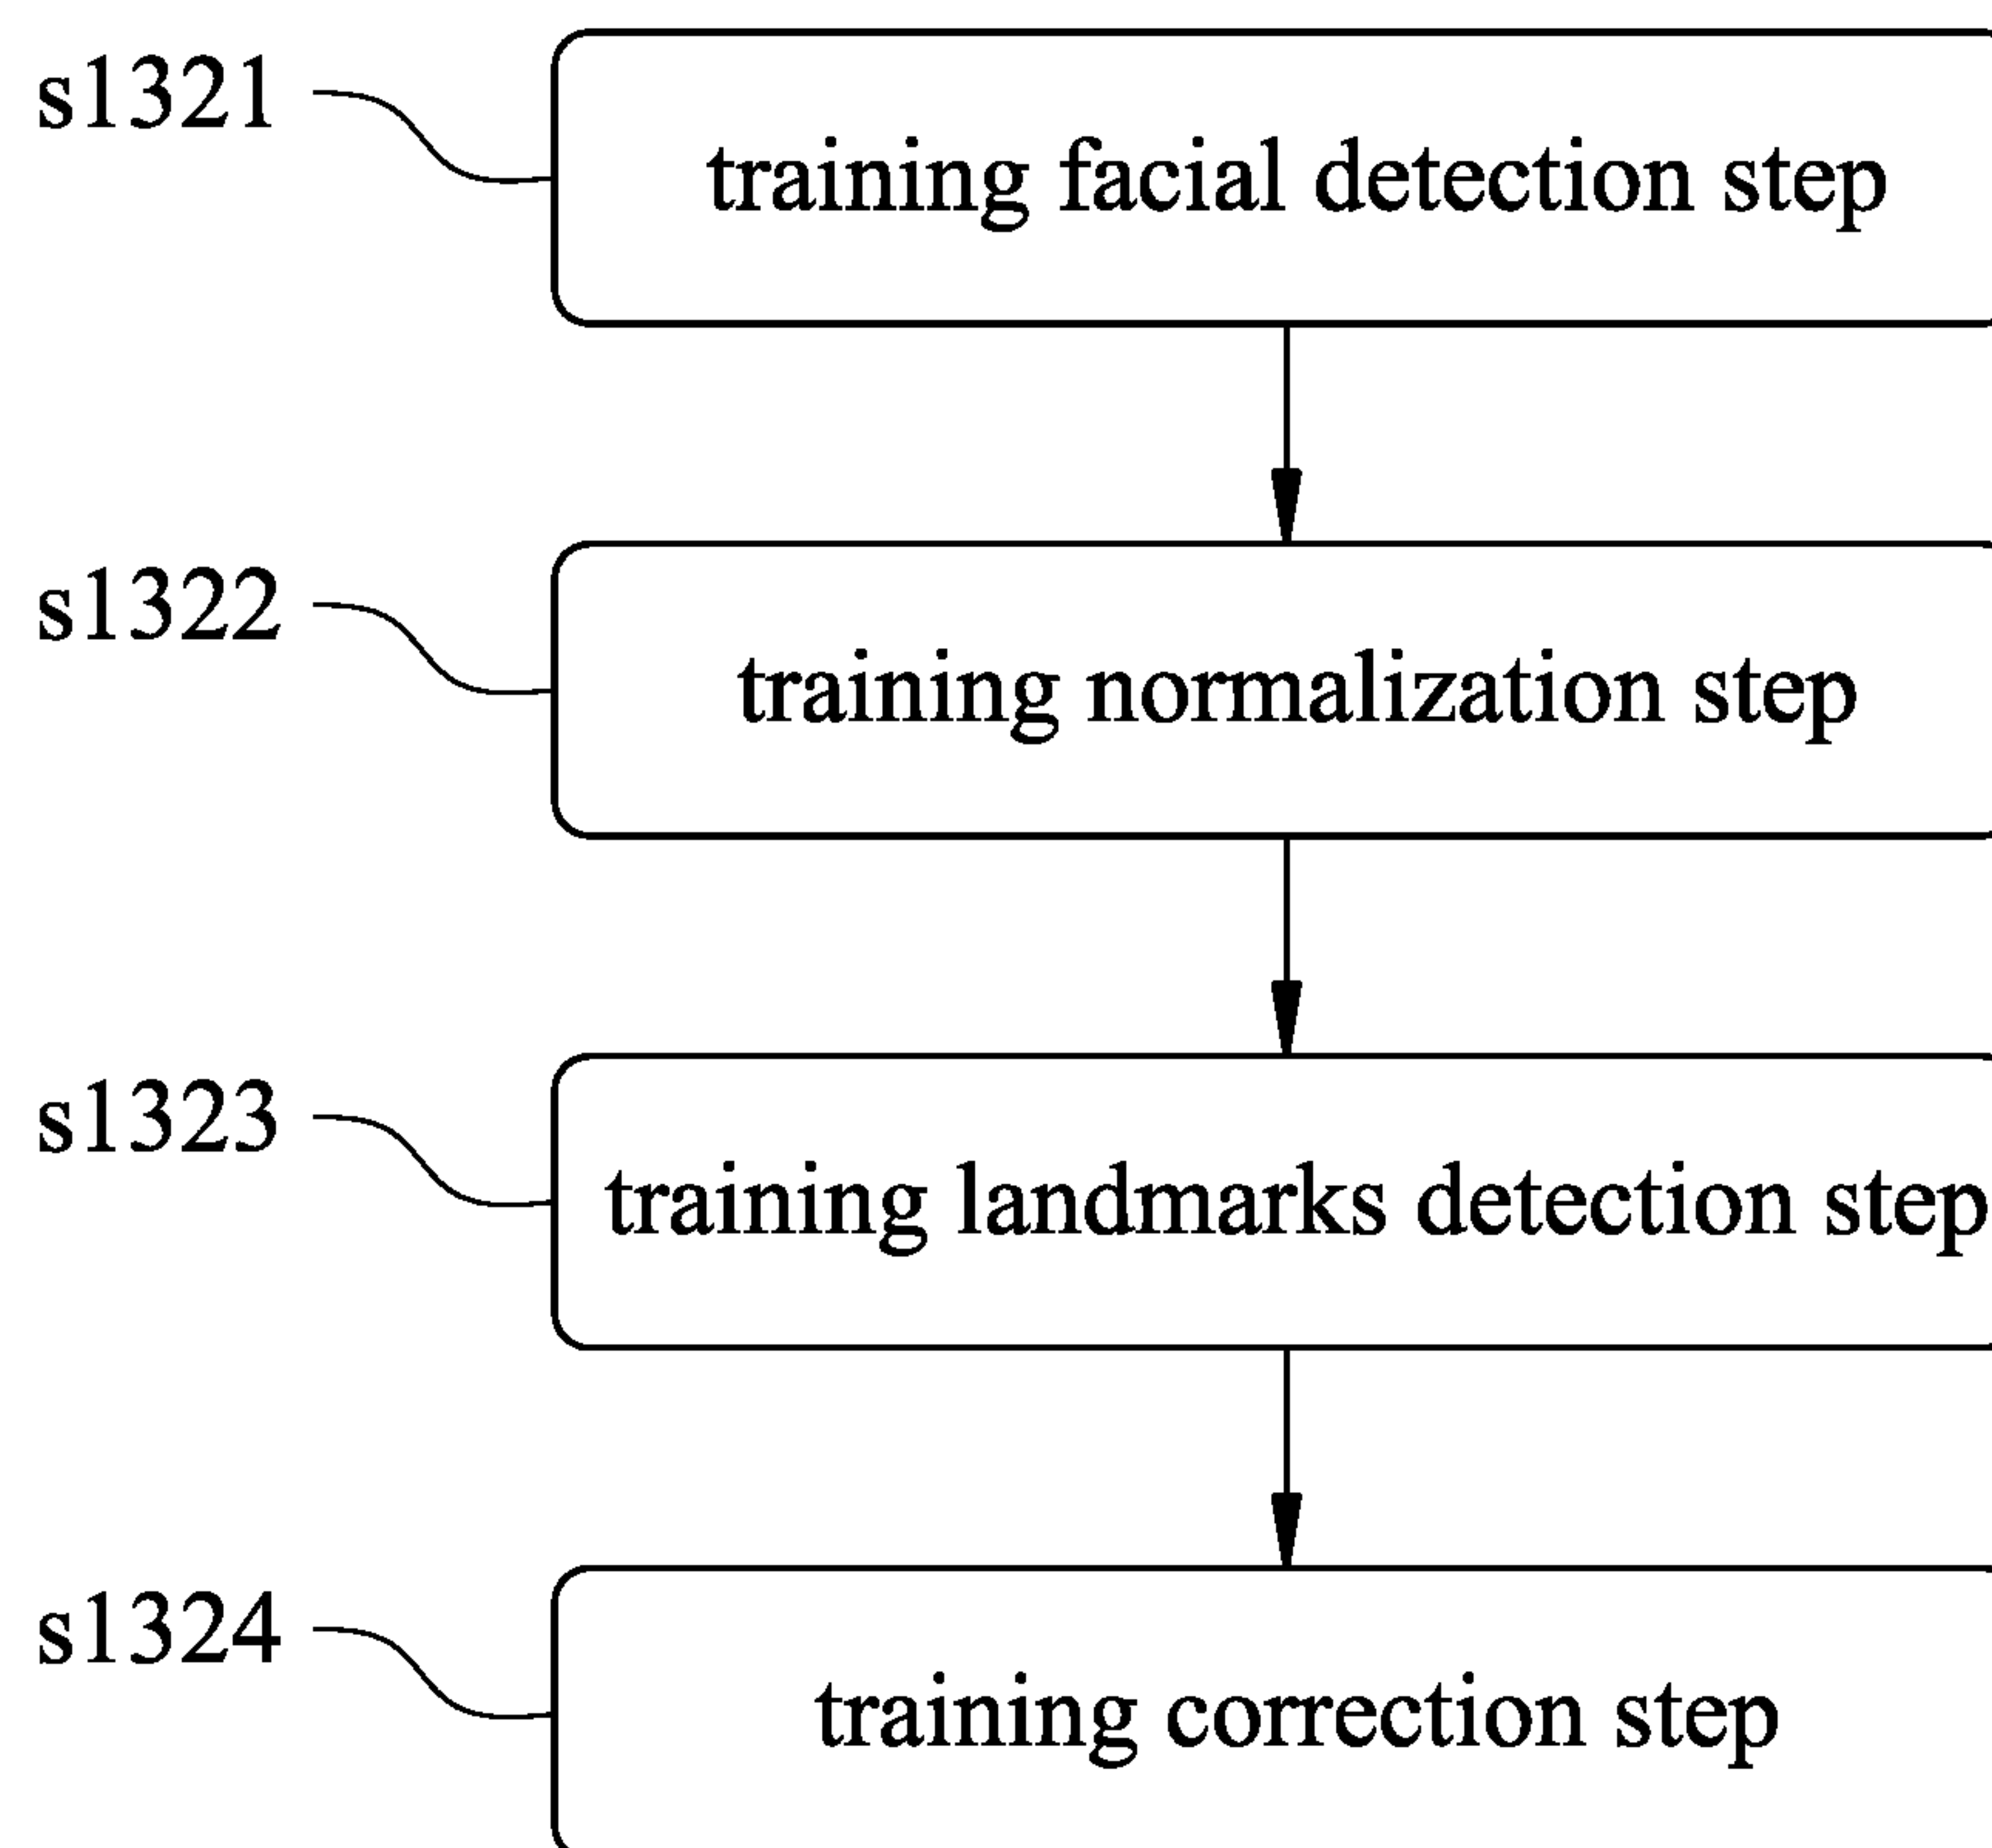 s1321
training facial detection step
s1322
training normalization step
s1323
training landmarks detection step
s1324
training correction step